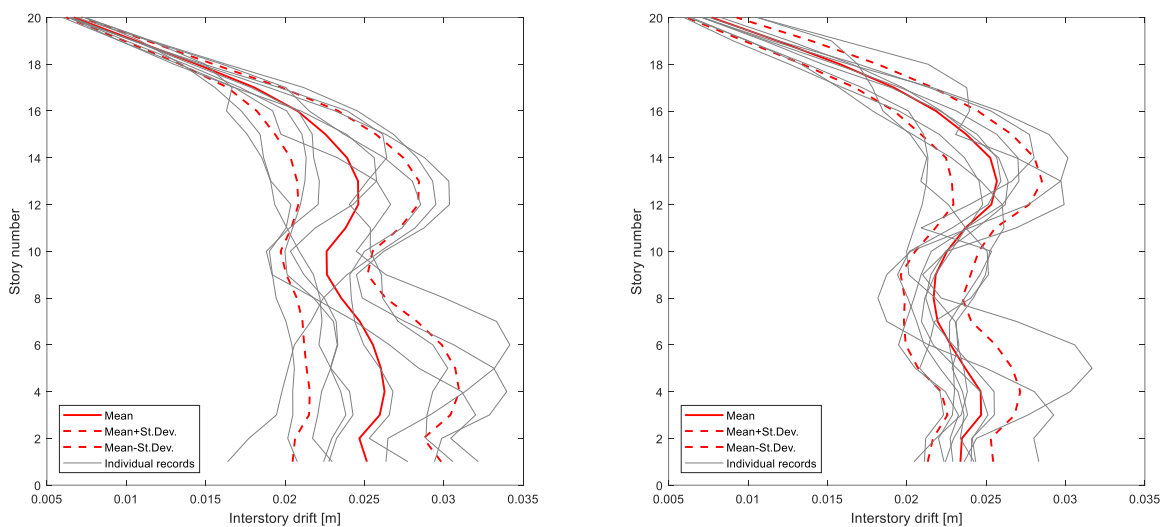 20
18
16
14
12
10
8
6
4
2
0
Story number
Mean
Mean+St.Dev.
Mean-St.Dev.
Individual records
0.005 0.01 0.015 0.02 0.025 0.03 0.035
Interstory drift [m]
20
18
16
14
12
10
8
6
4
2
0
Story number
Mean
Mean+St.Dev.
Mean-St.Dev.
Individual records
0.005 0.01 0.015 0.02 0.025 0.03 0.035
Interstory drift [m]